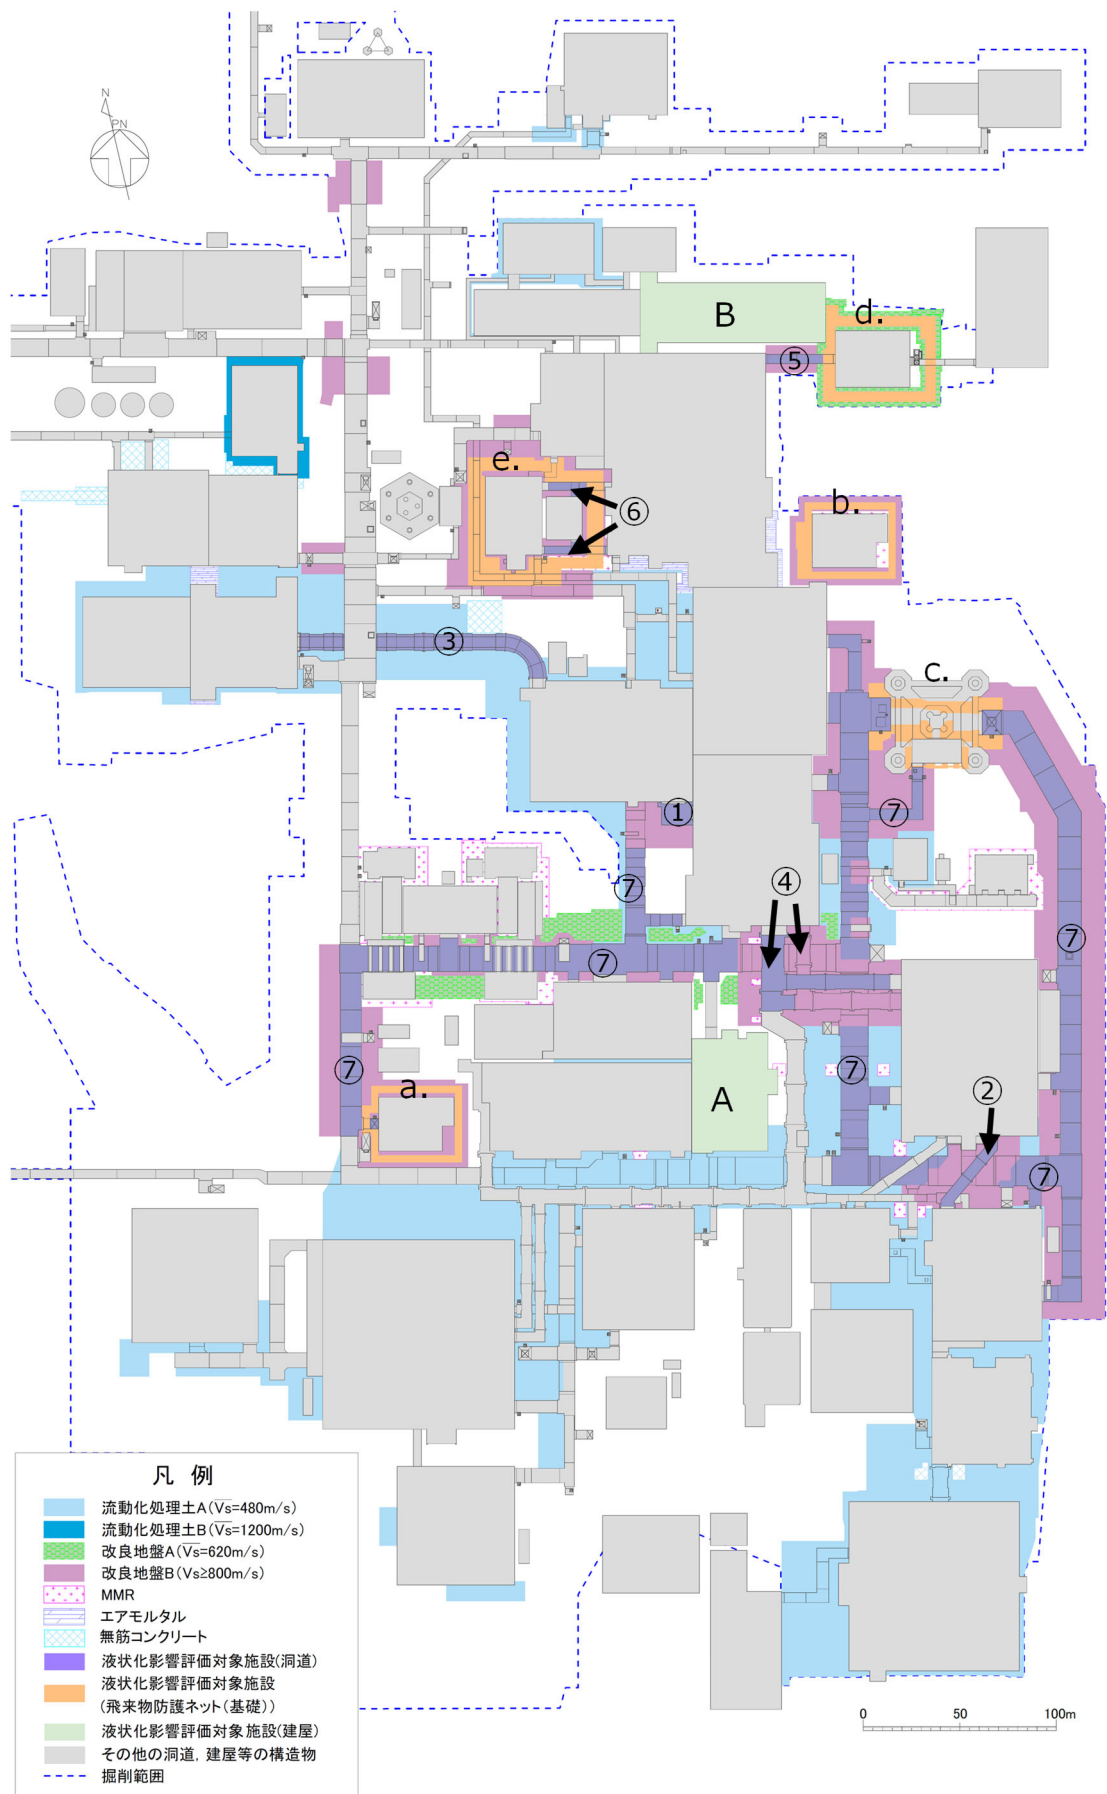 N
PN
B
d.
⑤
e.
⑥
b.
③
c.
①
⑦
④
⑦
⑦
⑦
⑦
⑦
a.
A
②
⑦
凡 例
流動化処理土A(V̅s̅=480m/s)
流動化処理土B(V̅s̅=1200m/s)
改良地盤A(V̅s̅=620m/s)
改良地盤B(Vs≥800m/s)
MMR
エアモルタル
無筋コンクリート
液状化影響評価対象施設(洞道)
液状化影響評価対象施設
(飛来物防護ネット(基礎))
液状化影響評価対象施設(建屋)
その他の洞道, 建屋等の構造物
掘削範囲
0 50 100m